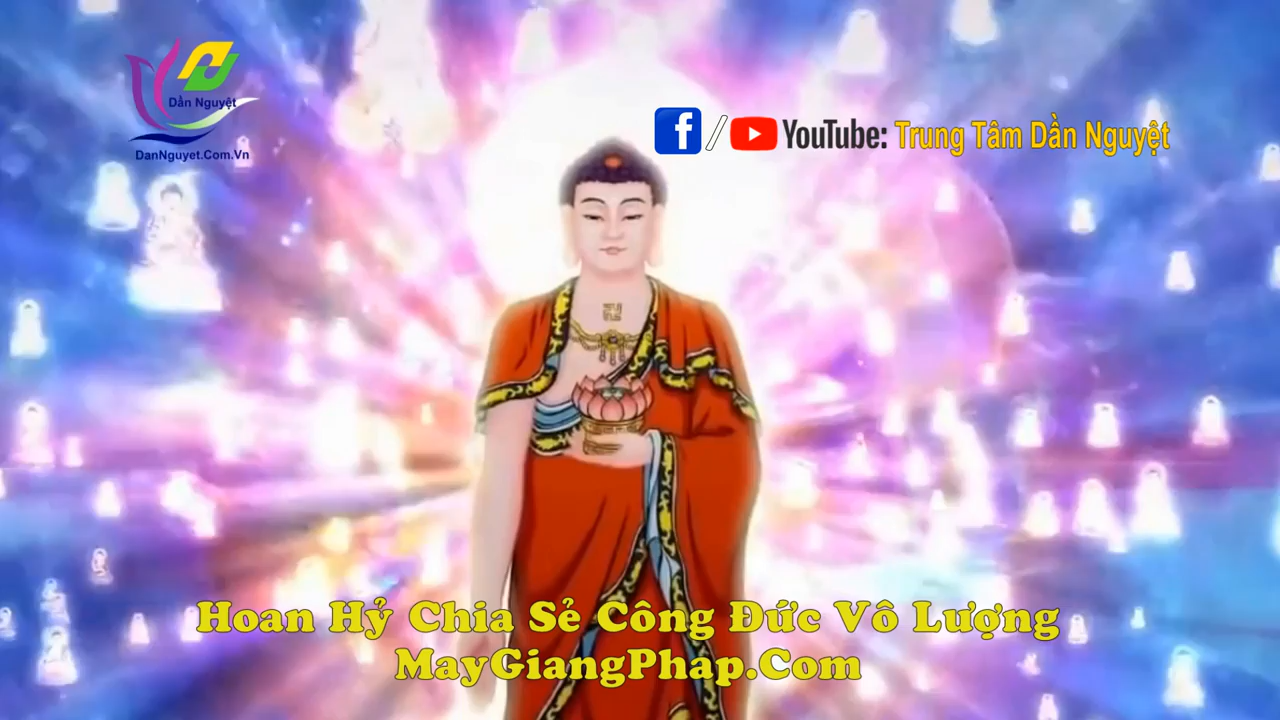 Dần Nguyệt
DanNguyet.Com.Vn
f / YouTube: Trung Tâm Dần Nguyệt
Hoan Hỷ Chia Sẻ Công Đức Vô Lượng
MayGiangPhap.Com